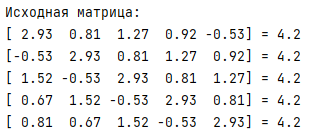 Исходная матрица:
[ 2.93  0.81  1.27  0.92 -0.53] = 4.2
[-0.53  2.93  0.81  1.27  0.92] = 4.2
[ 1.52 -0.53  2.93  0.81  1.27] = 4.2
[ 0.67  1.52 -0.53  2.93  0.81] = 4.2
[ 0.81  0.67  1.52 -0.53  2.93] = 4.2